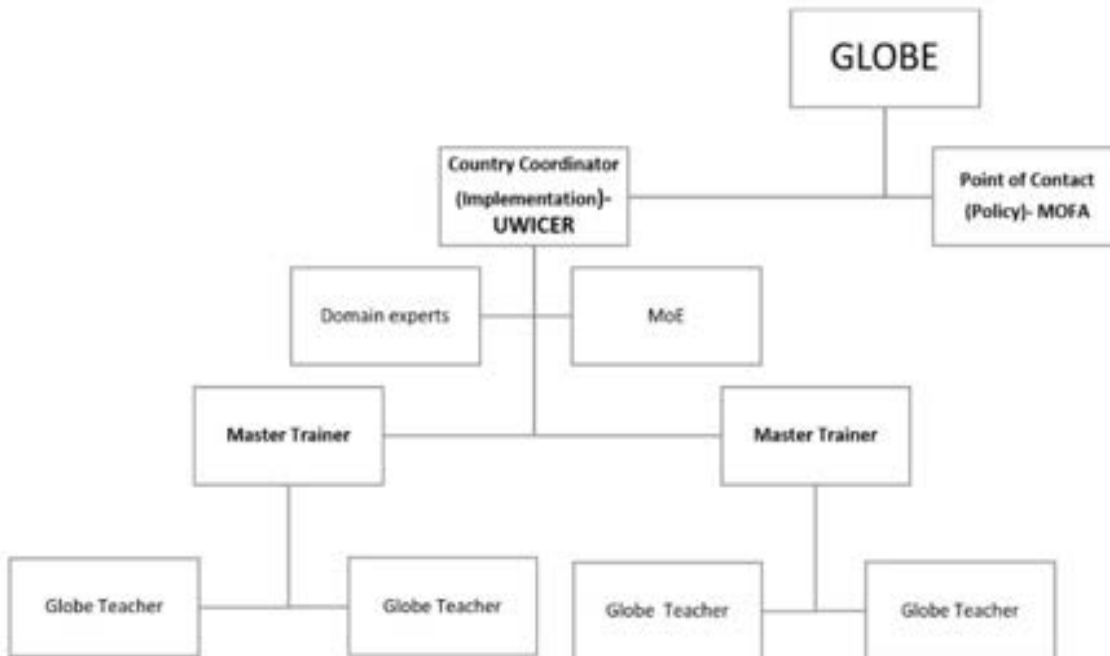 GLOBE
Country Coordinator
(Implementation)-
UWICER
Point of Contact
(Policy)- MOFA
Domain experts
MoE
Master Trainer
Master Trainer
Globe Teacher
Globe Teacher
Globe Teacher
Globe Teacher